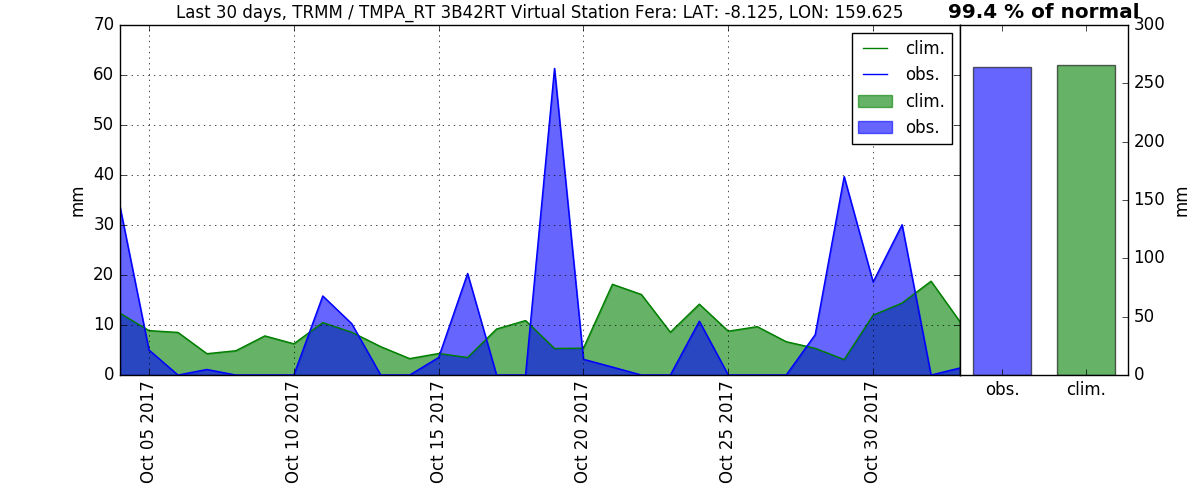 Last 30 days, TRMM / TMPA_RT 3B42RT Virtual Station Fera: LAT: -8.125, LON: 159.625
99.4 % of normal
70
60
50
40
30
20
10
0
mm
clim.
obs.
clim.
obs.
Oct 05 2017
Oct 10 2017
Oct 15 2017
Oct 20 2017
Oct 25 2017
Oct 30 2017
300
250
200
150
100
50
0
mm
obs.
clim.